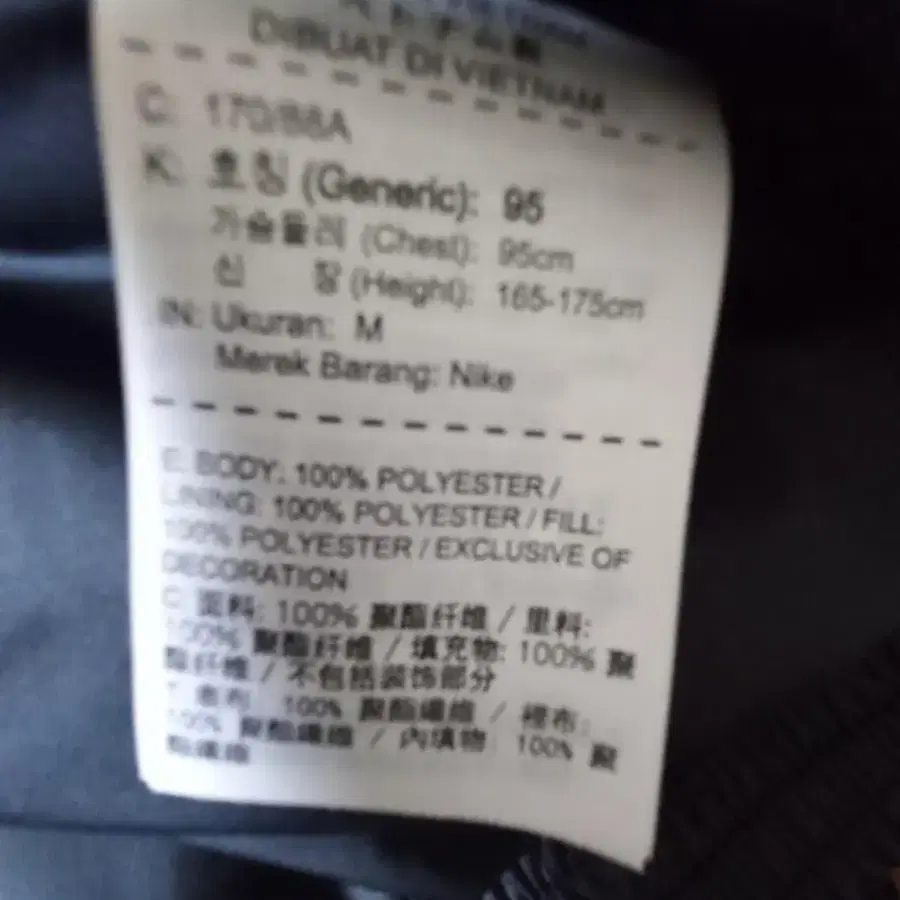 DIBUAT DI VIETNAM
C: 170/88A
K: 호칭 (Generic): 95
가슴둘레 (Chest): 95cm
신 장 (Height): 165-175cm
IN: Ukuran: M
Merek Barang: Nike
E: BODY: 100% POLYESTER /
LINING: 100% POLYESTER / FILL:
100% POLYESTER / EXCLUSIVE OF
DECORATION
C: 面料: 100% 聚酯纤维 / 里料:
100% 聚酯纤维 / 填充物: 100% 聚
酯纤维 / 不包括装饰部分
T: 表布: 100% 聚酯纖維 / 裡布:
100% 聚酯纖維 / 內填物: 100% 聚
酯纖維